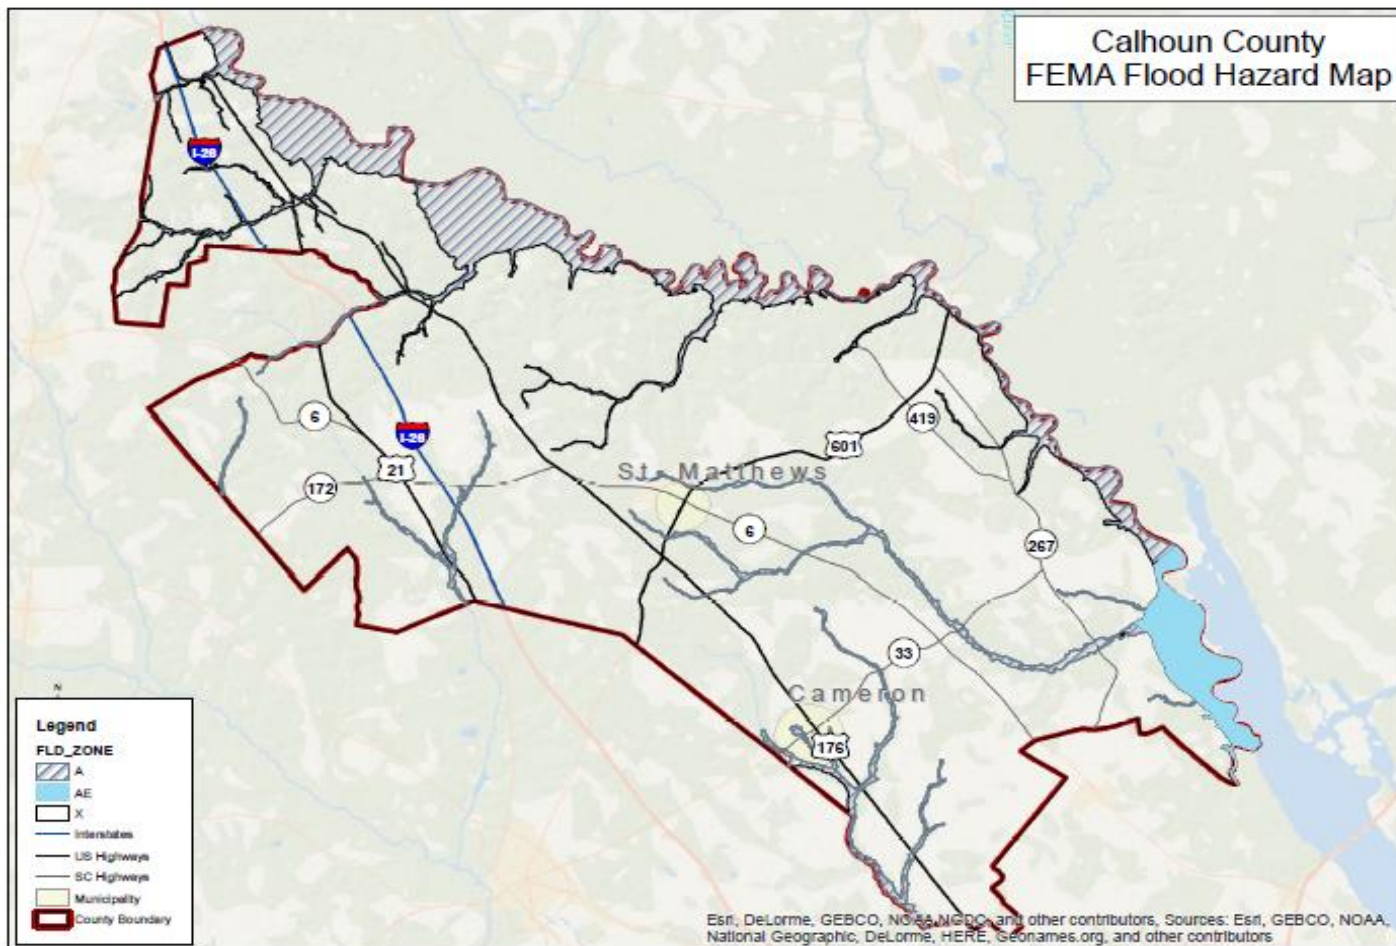 Calhoun County
FEMA Flood Hazard Map
I-26
6
I-26
21
172
St. Matthews
601
419
6
267
33
Cameron
176
N
Legend
FLD_ZONE
A
AE
X
Interstates
US Highways
SC Highways
Municipality
County Boundary
Esri, DeLorme, GEBCO, NOAA NGDC, and other contributors, Sources: Esri, GEBCO, NOAA,
National Geographic, DeLorme, HERE, Geonames.org, and other contributors